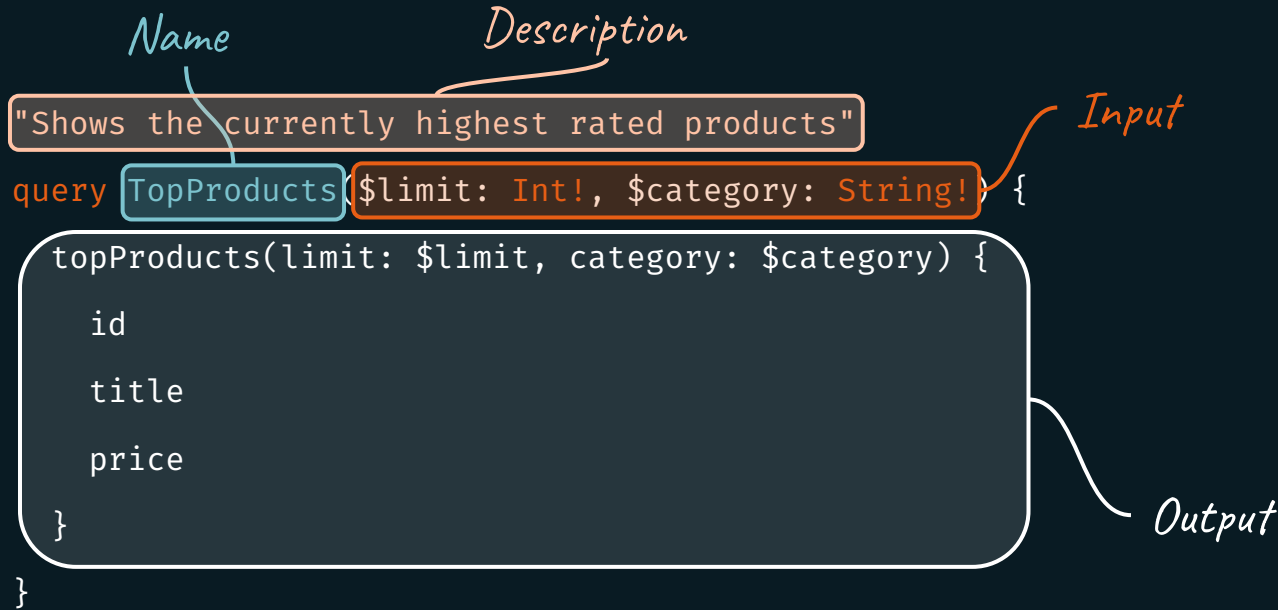 Name
Description
Input
"Shows the currently highest rated products"
query TopProducts($limit: Int!, $category: String!) {
topProducts(limit: $limit, category: $category) {
id
title
price
}
Output
}